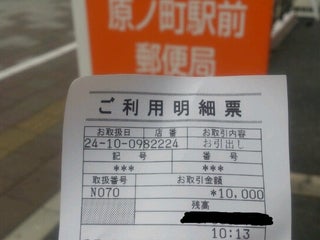 原ノ町駅前
郵便局
ご利用明細票
お取扱日 店番 お取引内容
24-10-09 82224 お引出し
記号 番号
*** ***
取扱番号 お取引金額
N070 *10,000
残高
10:13